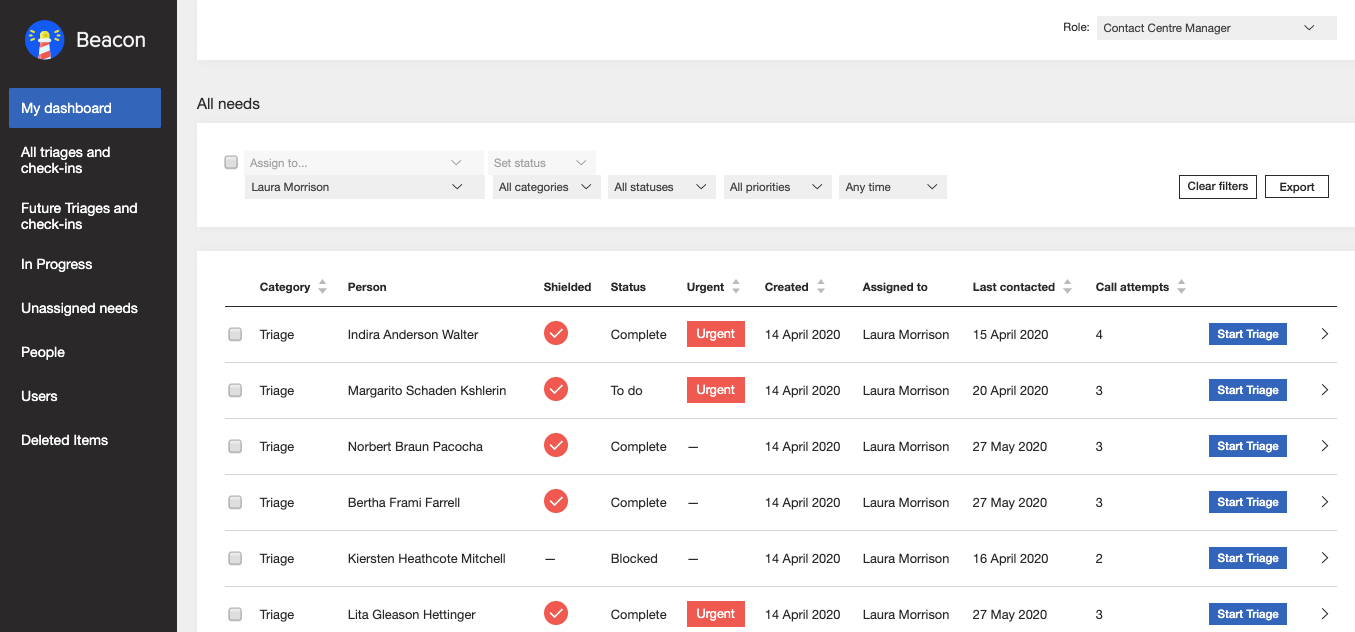 Beacon
Role: Contact Centre Manager
My dashboard
All triages and
check-ins
Future Triages and
check-ins
In Progress
Unassigned needs
People
Users
Deleted Items
All needs
Assign to... Set status
Laura Morrison All categories All statuses All priorities Any time Clear filters Export
Category Person Shielded Status Urgent Created Assigned to Last contacted Call attempts
Triage Indira Anderson Walter Complete Urgent 14 April 2020 Laura Morrison 15 April 2020 4 Start Triage
Triage Margarito Schaden Kshlerin To do Urgent 14 April 2020 Laura Morrison 20 April 2020 3 Start Triage
Triage Norbert Braun Pacocha Complete — 14 April 2020 Laura Morrison 27 May 2020 3 Start Triage
Triage Bertha Frami Farrell Complete — 14 April 2020 Laura Morrison 27 May 2020 3 Start Triage
Triage Kiersten Heathcote Mitchell — Blocked — 14 April 2020 Laura Morrison 16 April 2020 2 Start Triage
Triage Lita Gleason Hettinger Complete Urgent 14 April 2020 Laura Morrison 27 May 2020 3 Start Triage